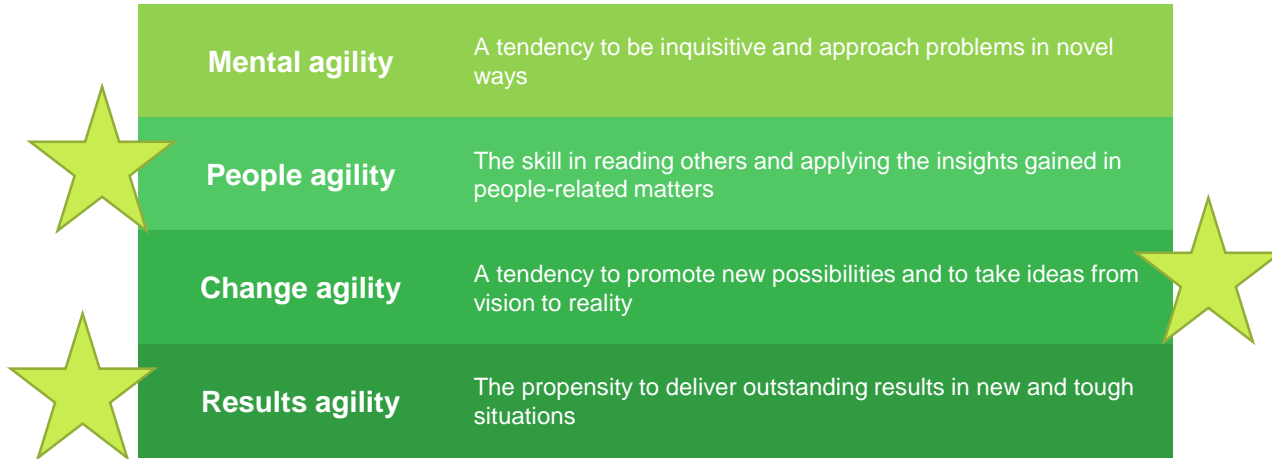 Mental agility
A tendency to be inquisitive and approach problems in novel
ways
People agility
The skill in reading others and applying the insights gained in
people-related matters
Change agility
A tendency to promote new possibilities and to take ideas from
vision to reality
Results agility
The propensity to deliver outstanding results in new and tough
situations